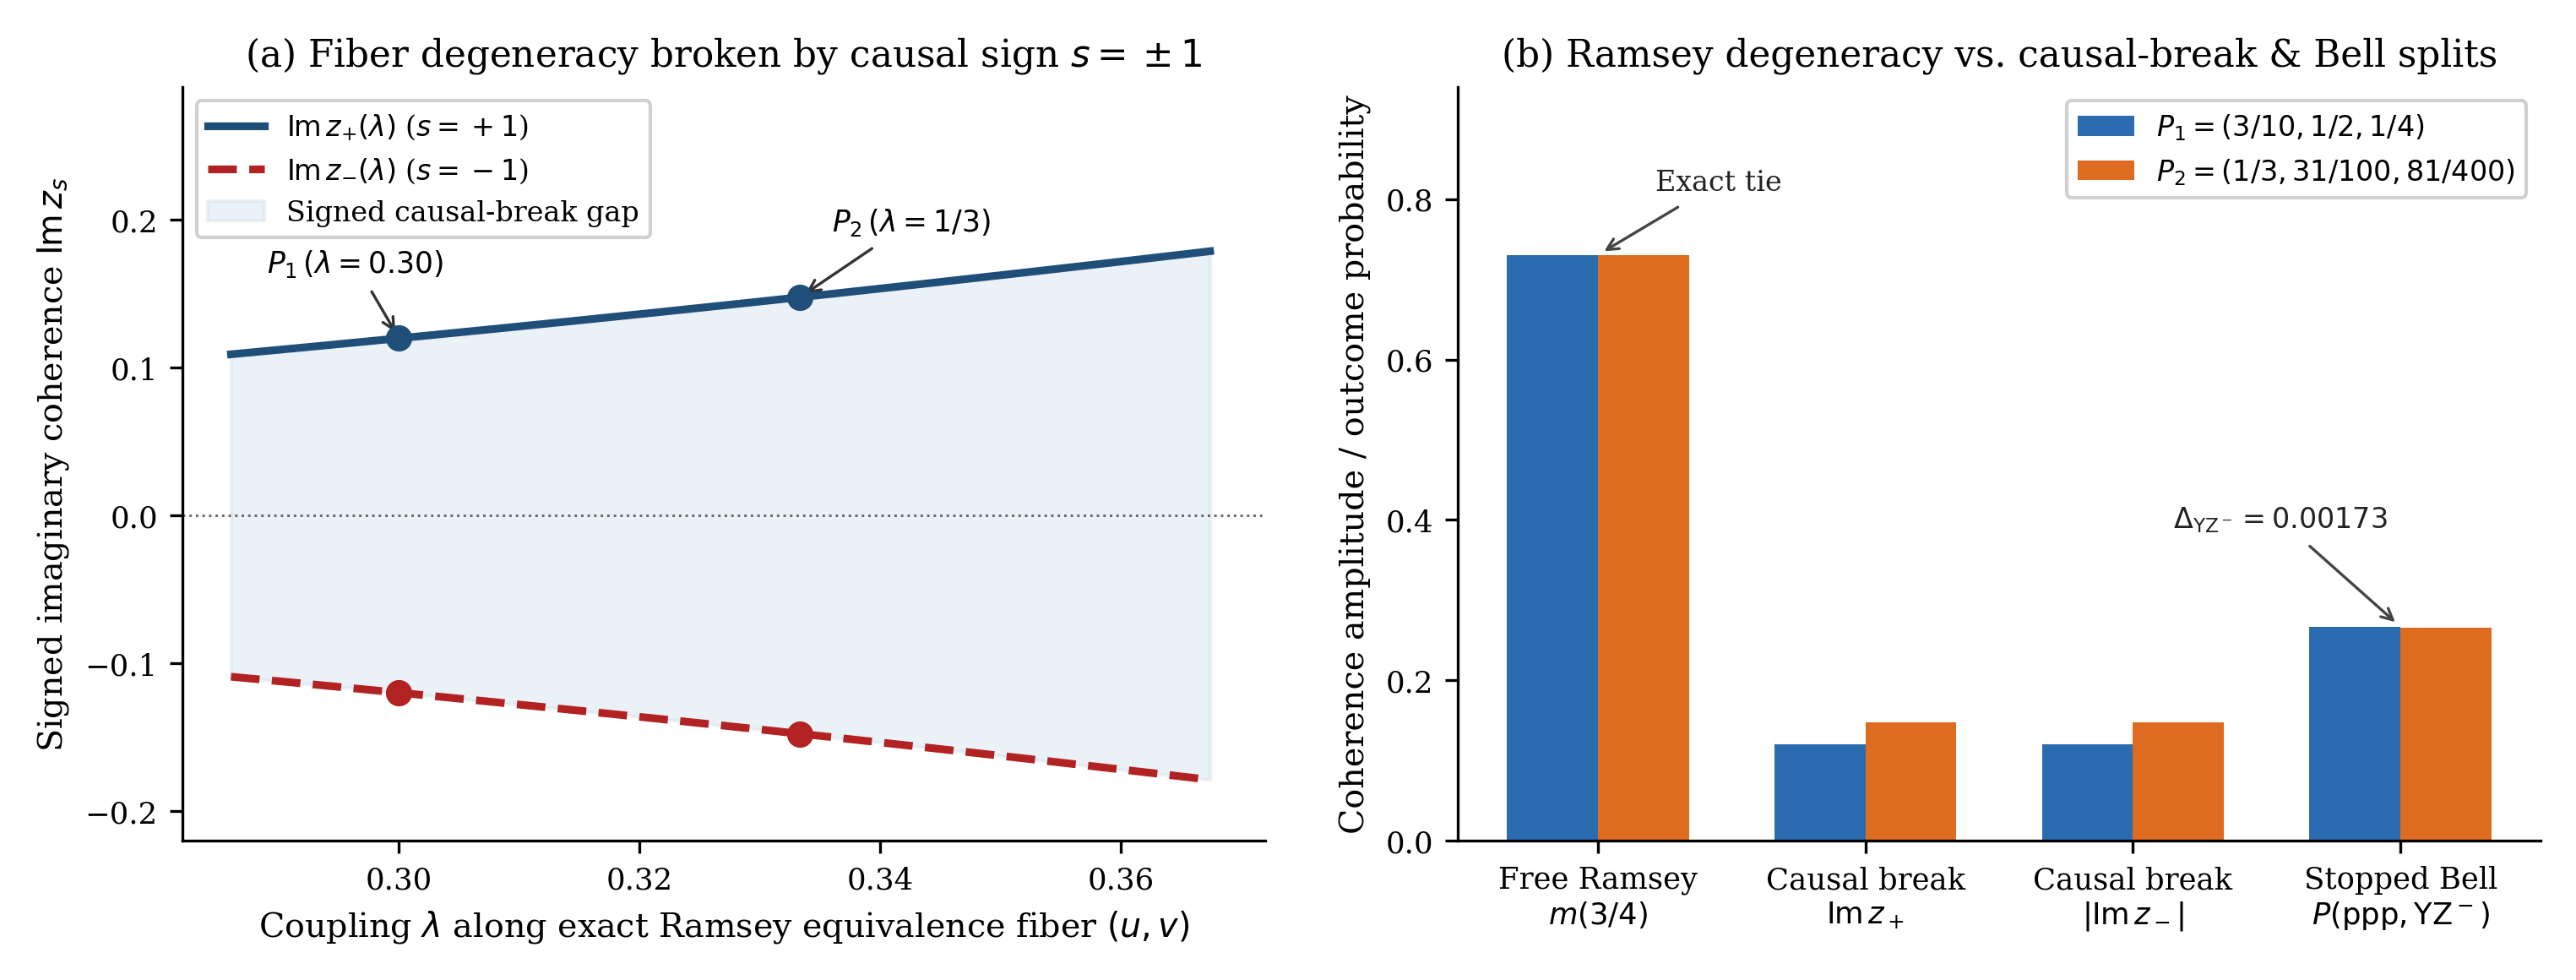 (a) Fiber degeneracy broken by causal sign s = ±1
Im z₊(λ) (s = +1)
Im z₋(λ) (s = −1)
Signed causal-break gap
P₁ (λ = 0.30)
P₂ (λ = 1/3)
Signed imaginary coherence Im zₛ
0.2
0.1
0.0
−0.1
−0.2
0.30
0.32
0.34
0.36
Coupling λ along exact Ramsey equivalence fiber (u, v)
(b) Ramsey degeneracy vs. causal-break & Bell splits
P₁ = (3/10, 1/2, 1/4)
P₂ = (1/3, 31/100, 81/400)
Exact tie
Δ_YZ⁻ = 0.00173
Coherence amplitude / outcome probability
0.8
0.6
0.4
0.2
0.0
Free Ramsey
m(3/4)
Causal break
Im z₊
Causal break
|Im z₋|
Stopped Bell
P(ppp, YZ⁻)